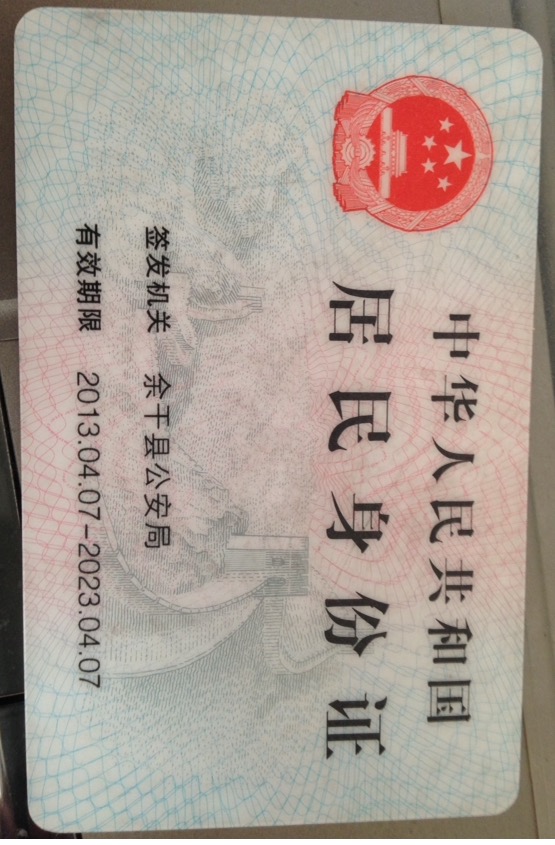 中华人民共和国
居民身份证
签发机关 余干县公安局
有效期限 2013.04.07-2023.04.07